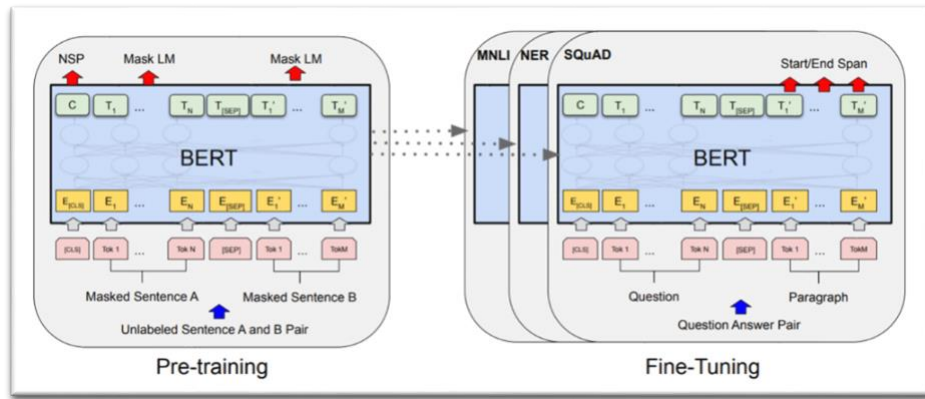 NSP Mask LM Mask LM
C T1 ... TN T[SEP] T1' ... TM'
BERT
E[CLS] E1 ... EN E[SEP] E1' ... EM'
[CLS] Tok 1 ... Tok N [SEP] Tok 1 ... TokM
Masked Sentence A Masked Sentence B
Unlabeled Sentence A and B Pair
Pre-training
MNLI NER SQuAD
Start/End Span
C T1 ... TN T[SEP] T1' ... TM'
BERT
E[CLS] E1 ... EN E[SEP] E1' ... EM'
[CLS] Tok 1 ... Tok N [SEP] Tok 1 ... TokM
Question Paragraph
Question Answer Pair
Fine-Tuning